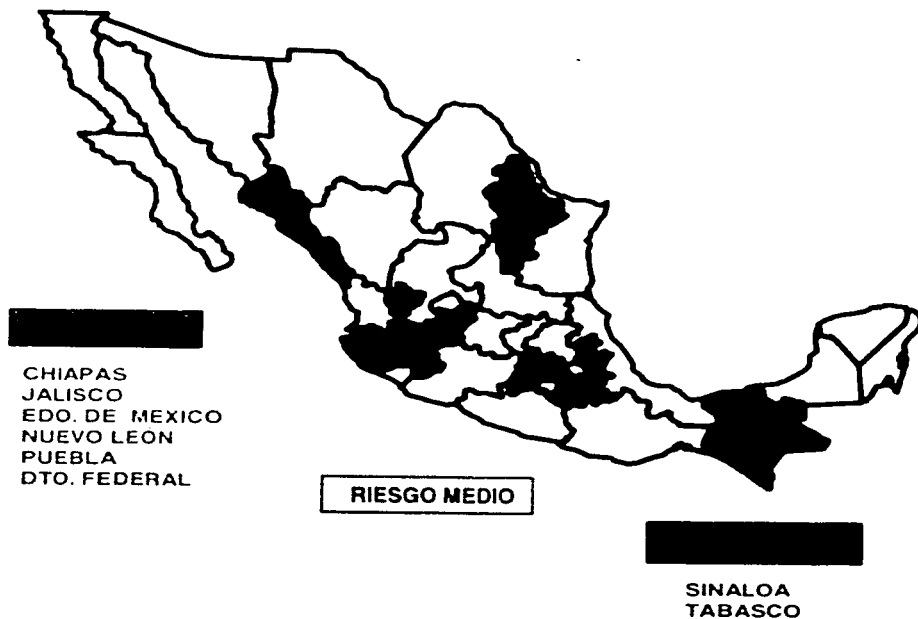 CHIAPAS
JALISCO
EDO. DE MEXICO
NUEVO LEON
PUEBLA
DTO. FEDERAL
RIESGO MEDIO
SINALOA
TABASCO